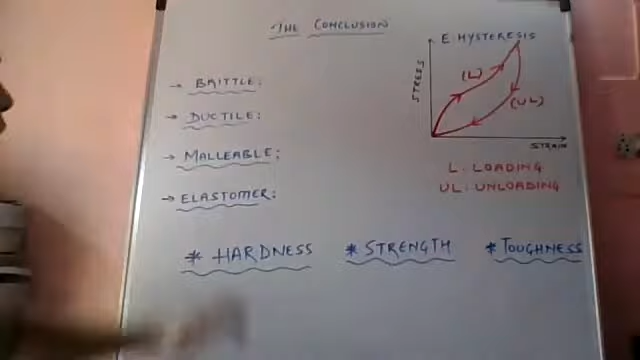 THE CONCLUSION
→ BRITTLE:
→ DUCTILE:
→ MALLEABLE:
→ ELASTOMER:
E. HYSTERESIS
STRESS
(L)
(UL)
STRAIN
L: LOADING
UL: UNLOADING
* HARDNESS * STRENGTH * TOUGHNESS